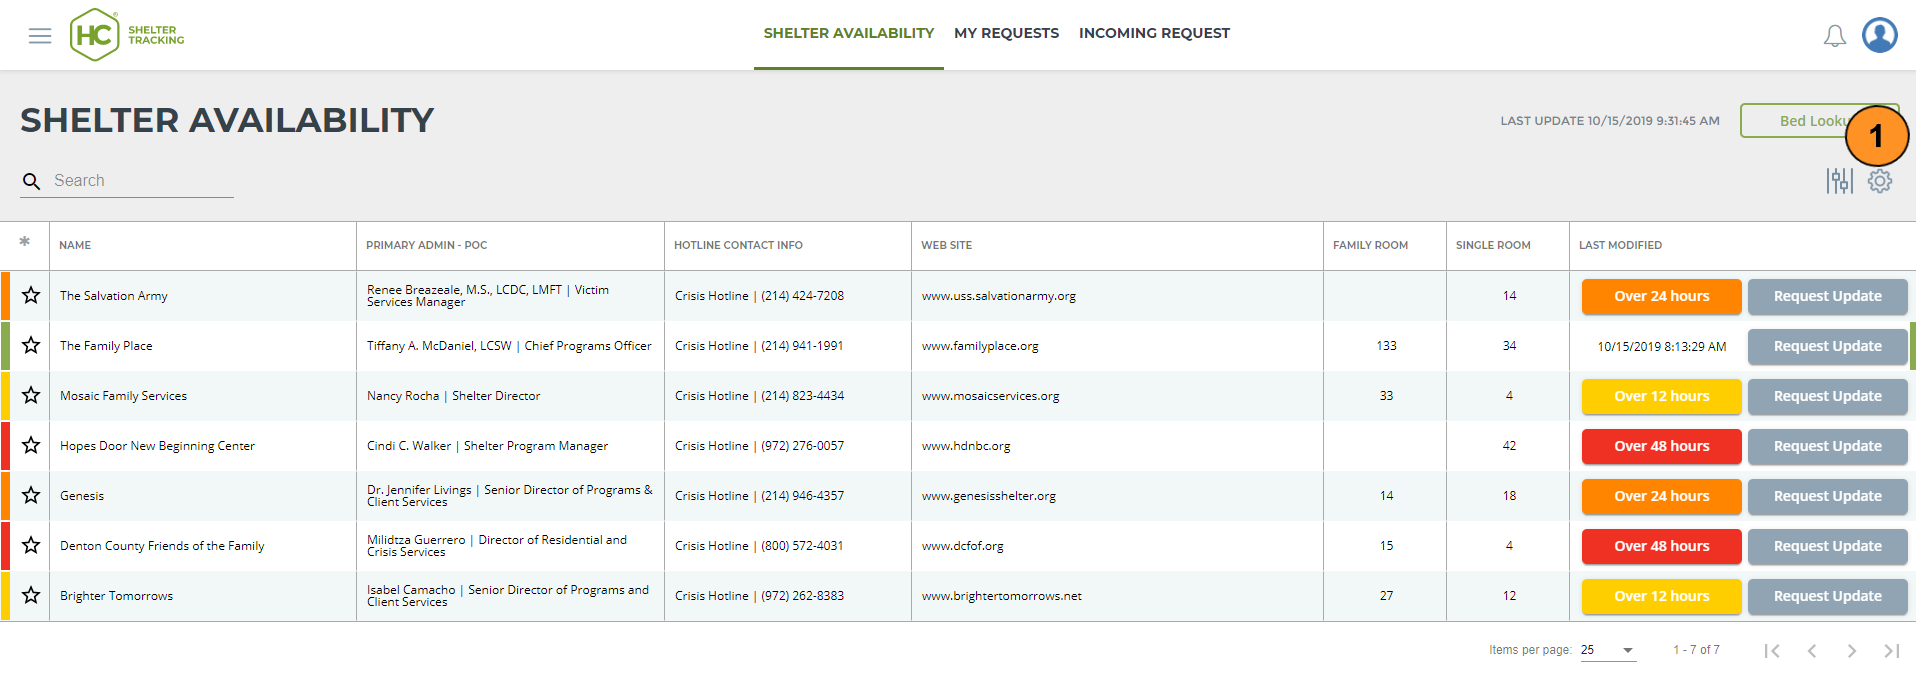 HC® SHELTER TRACKING
SHELTER AVAILABILITY MY REQUESTS INCOMING REQUEST
SHELTER AVAILABILITY
LAST UPDATE 10/15/2019 9:31:45 AM
Bed Looku
1
Search
* NAME PRIMARY ADMIN - POC HOTLINE CONTACT INFO WEB SITE FAMILY ROOM SINGLE ROOM LAST MODIFIED
The Salvation Army Renee Breazeale, M.S., LCDC, LMFT | Victim Services Manager Crisis Hotline | (214) 424-7208 www.uss.salvationarmy.org 14 Over 24 hours Request Update
The Family Place Tiffany A. McDaniel, LCSW | Chief Programs Officer Crisis Hotline | (214) 941-1991 www.familyplace.org 133 34 10/15/2019 8:13:29 AM Request Update
Mosaic Family Services Nancy Rocha | Shelter Director Crisis Hotline | (214) 823-4434 www.mosaicservices.org 33 4 Over 12 hours Request Update
Hopes Door New Beginning Center Cindi C. Walker | Shelter Program Manager Crisis Hotline | (972) 276-0057 www.hdnbc.org 42 Over 48 hours Request Update
Genesis Dr. Jennifer Livings | Senior Director of Programs & Client Services Crisis Hotline | (214) 946-4357 www.genesisshelter.org 14 18 Over 24 hours Request Update
Denton County Friends of the Family Milidtza Guerrero | Director of Residential and Crisis Services Crisis Hotline | (800) 572-4031 www.dcfof.org 15 4 Over 48 hours Request Update
Brighter Tomorrows Isabel Camacho | Senior Director of Programs and Client Services Crisis Hotline | (972) 262-8383 www.brightertomorrows.net 27 12 Over 12 hours Request Update
Items per page: 25 1 - 7 of 7